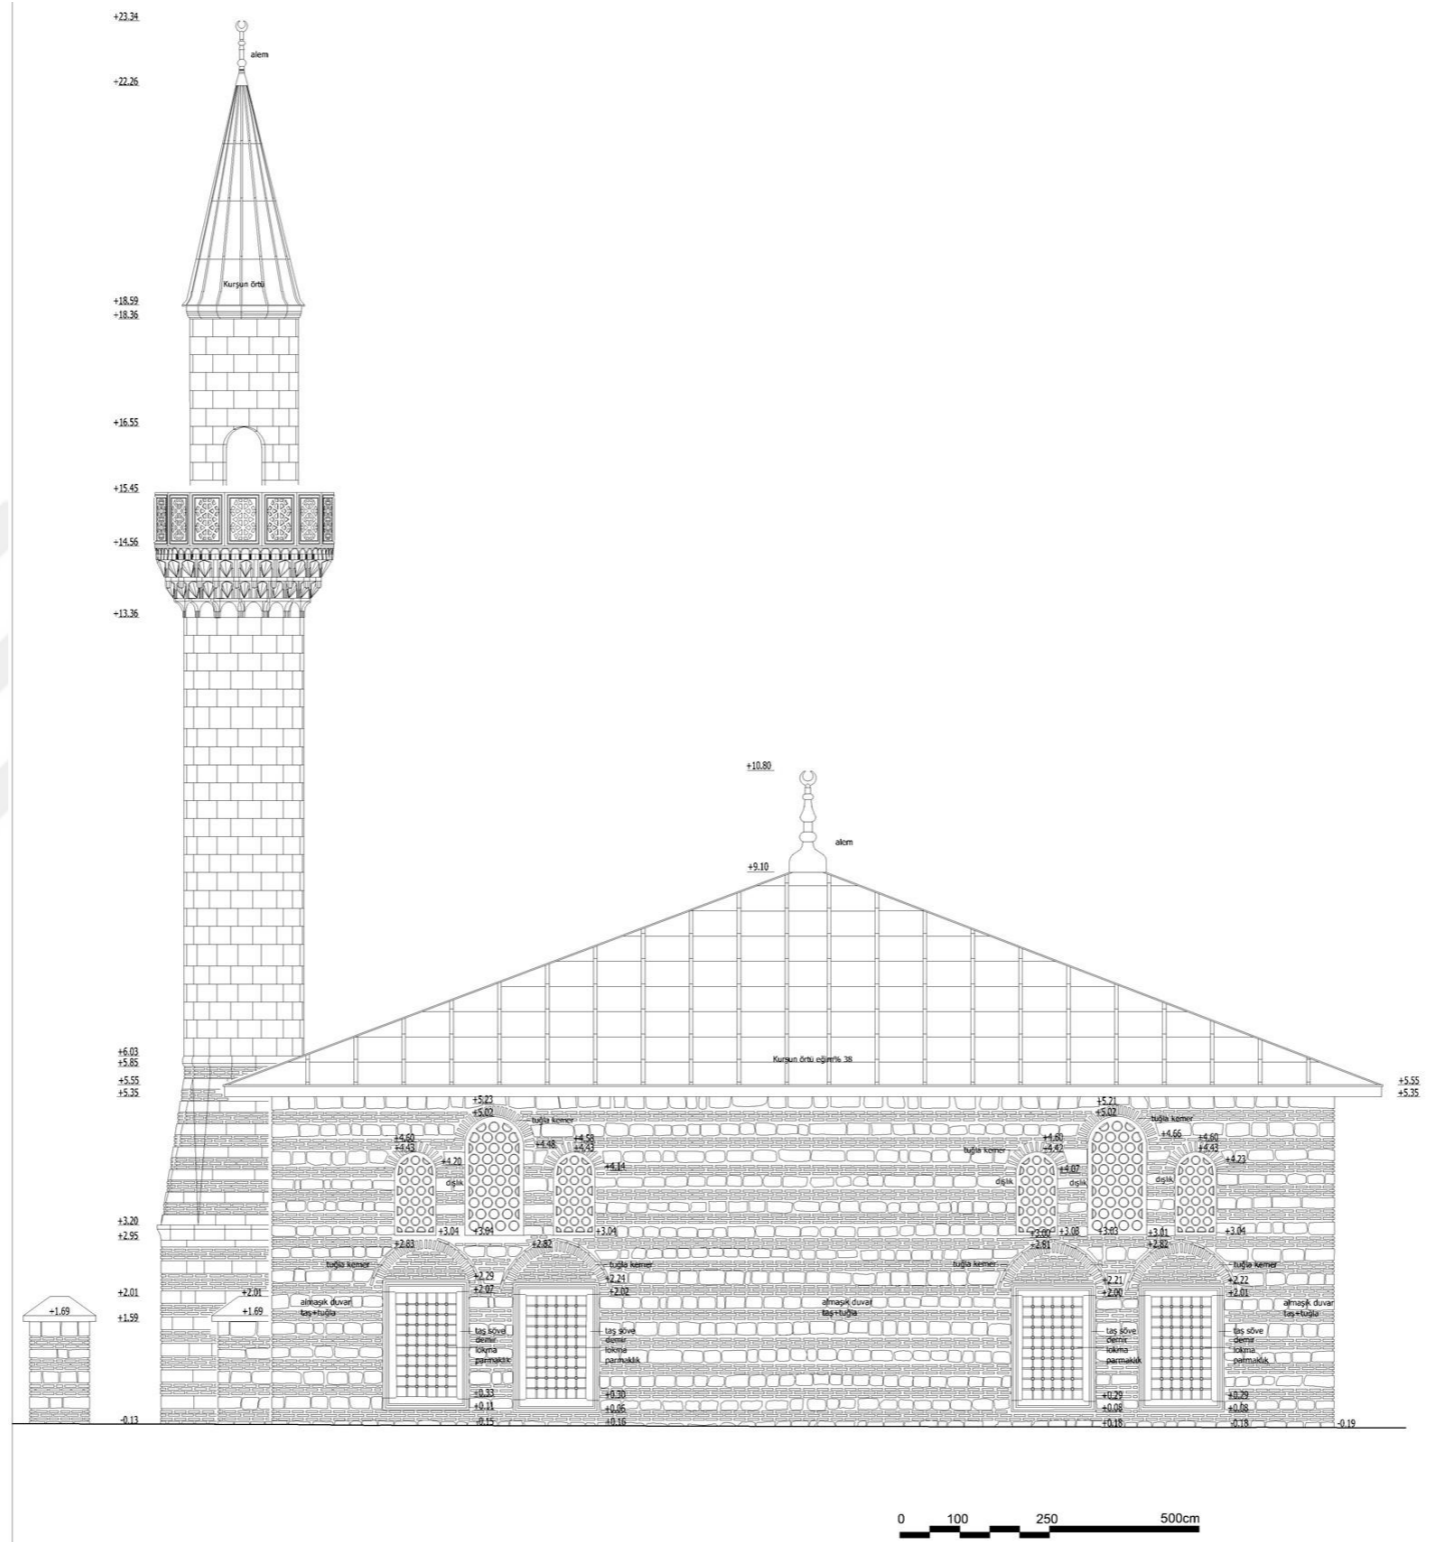 +23.34
alem
+22.26
Kurşun örtü
+18.59
+18.36
+16.55
+15.45
+14.56
+13.36
+10.80
alem
+9.10
+6.03
+5.85
Kurşun örtü eğim% 38
+5.55
+5.35
+5.55
+5.35
+5.23
+5.02
tuğla kemer
+4.60
+4.43
+4.48
+4.58
+4.43
+4.20
+4.14
dişlik
+5.21
+5.02
tuğla kemer
+4.66
tuğla kemer
+4.60
+4.42
+4.60
+4.43
+4.07
+4.23
dişlik
dişlik
dişlik
+3.20
+2.95
+3.04
+3.04
+3.04
+3.08
+3.03
+3.01
+3.04
+2.83
+2.82
+2.81
+2.82
tuğla kemer
tuğla kemer
tuğla kemer
tuğla kemer
+2.29
+2.07
+2.24
+2.02
+2.21
+2.00
+2.22
+2.01
+2.01
+1.69
+1.59
+2.01
+1.69
almaşık duvar
taş+tuğla
almaşık duvar
taş+tuğla
almaşık duvar
taş+tuğla
taş söve
demir
lokma
parmaklık
taş söve
demir
lokma
parmaklık
taş söve
demir
lokma
parmaklık
taş söve
demir
lokma
parmaklık
+0.33
+0.11
-0.15
+0.30
+0.06
+0.16
+0.29
+0.08
+0.18
+0.29
+0.08
-0.18
-0.13
-0.19
0 100 250 500cm